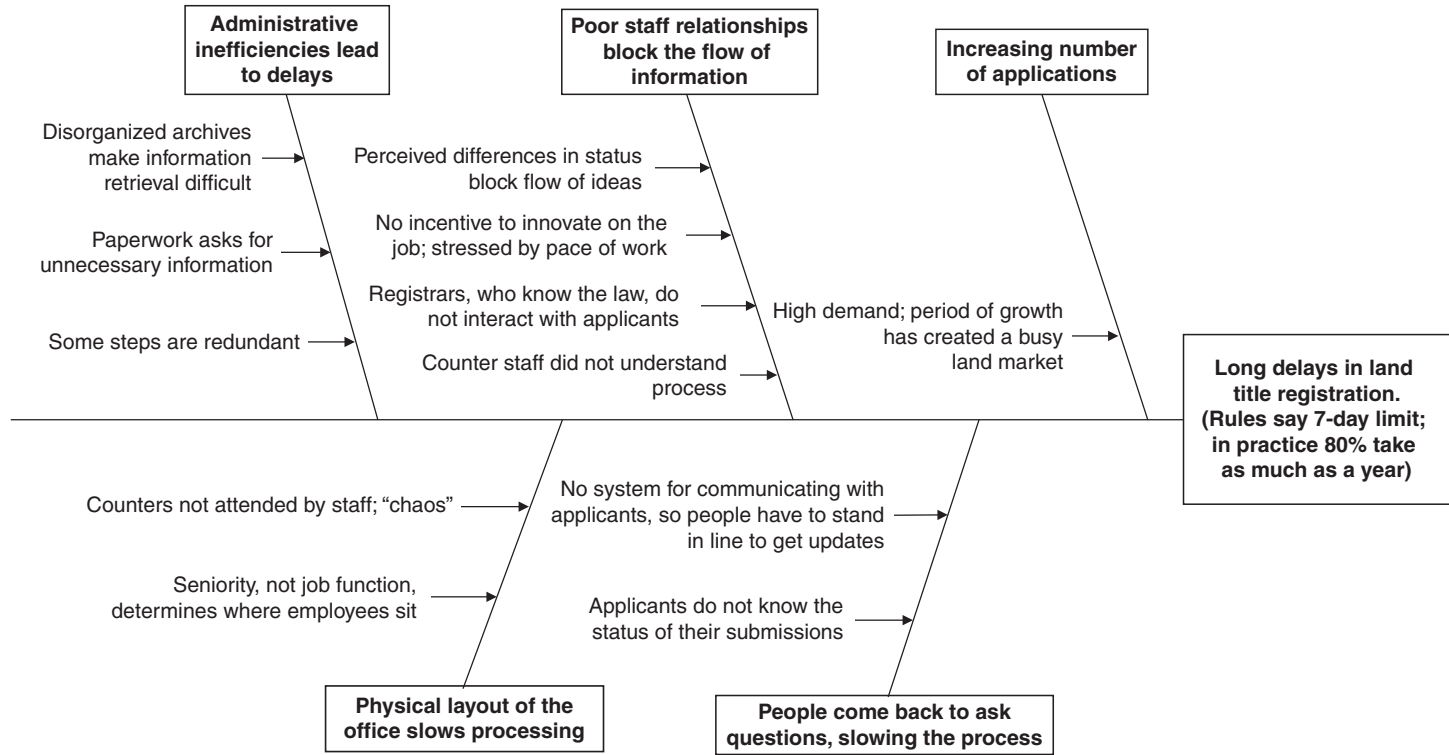 Administrative
inefficiencies lead
to delays
Poor staff relationships
block the flow of
information
Increasing number
of applications
Disorganized archives
make information
retrieval difficult
Paperwork asks for
unnecessary information
Some steps are redundant
Perceived differences in status
block flow of ideas
No incentive to innovate on the
job; stressed by pace of work
Registrars, who know the law, do
not interact with applicants
Counter staff did not understand
process
High demand; period of growth
has created a busy
land market
Long delays in land
title registration.
(Rules say 7-day limit;
in practice 80% take
as much as a year)
Counters not attended by staff; “chaos”
Seniority, not job function,
determines where employees sit
No system for communicating with
applicants, so people have to stand
in line to get updates
Applicants do not know the
status of their submissions
Physical layout of the
office slows processing
People come back to ask
questions, slowing the process